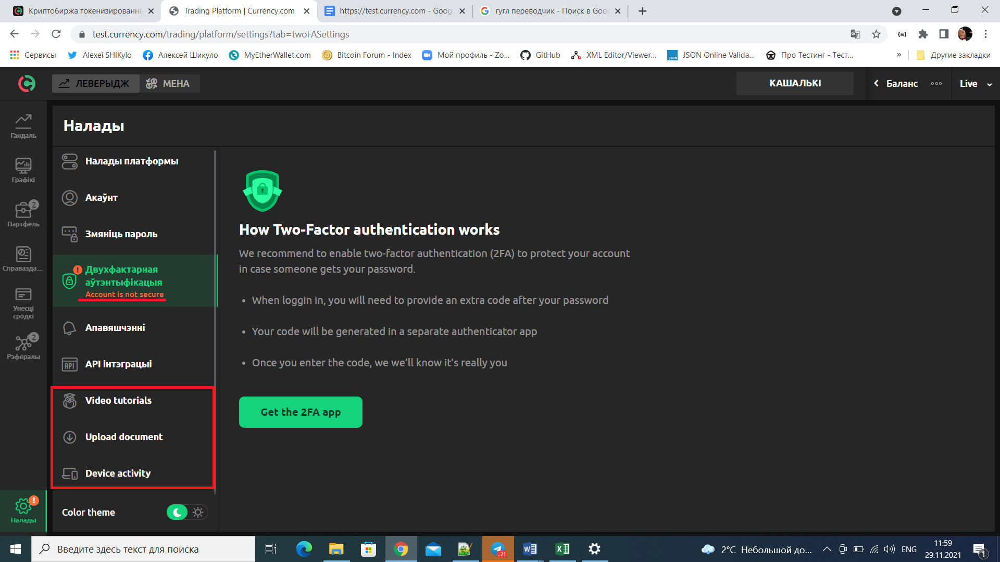 Криптобиржа токенизированн
Trading Platform | Currency.com
https://test.currency.com - Googl
гугл переводчик - Поиск в Goog
test.currency.com/trading/platform/settings?tab=twoFASettings
Сервисы
Alexei SHIKylo
Алексей Шикуло
MyEtherWallet.com
Bitcoin Forum - Index
Мой профиль - Zo...
GitHub
XML Editor/Viewer...
JSON
JSON Online Valida...
Про Тестинг - Тест...
»
Другие закладки
ЛЕВЕРЫДЖ
МЕНА
КАШАЛЬКІ
Баланс
Live
Гандаль
Графікі
2
Партфель
Справазда...
Унесці
сродкі
2
Рэфералы
!
Налады
Налады
Налады платформы
Акаўнт
Змяніць пароль
!
Двухфактарная
аўтэнтыфікацыя
Account is not secure
Апавяшчэнні
API
API інтэграцыі
Video tutorials
Upload document
Device activity
Color theme
How Two-Factor authentication works
We recommend to enable two-factor authentication (2FA) to protect your account
in case someone gets your password.
• When loggin in, you will need to provide an extra code after your password
• Your code will be generated in a separate authenticator app
• Once you enter the code, we we’ll know it’s really you
Get the 2FA app
Введите здесь текст для поиска
..21
2°C Небольшой до...
ENG
11:59
29.11.2021
1